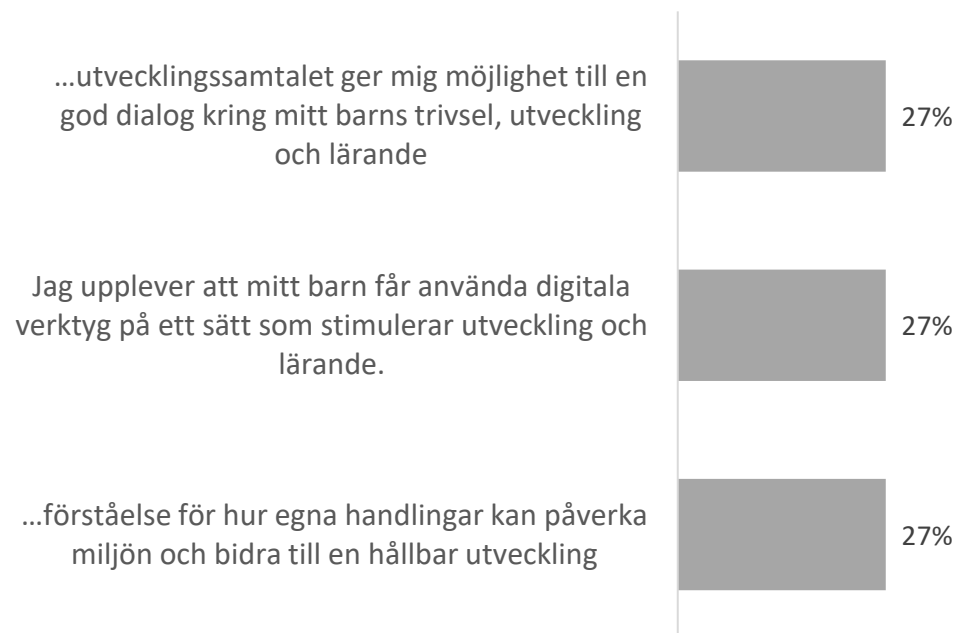 …utvecklingssamtalet ger mig möjlighet till en
god dialog kring mitt barns trivsel, utveckling
och lärande
27%
Jag upplever att mitt barn får använda digitala
verktyg på ett sätt som stimulerar utveckling och
lärande.
27%
…förståelse för hur egna handlingar kan påverka
miljön och bidra till en hållbar utveckling
27%